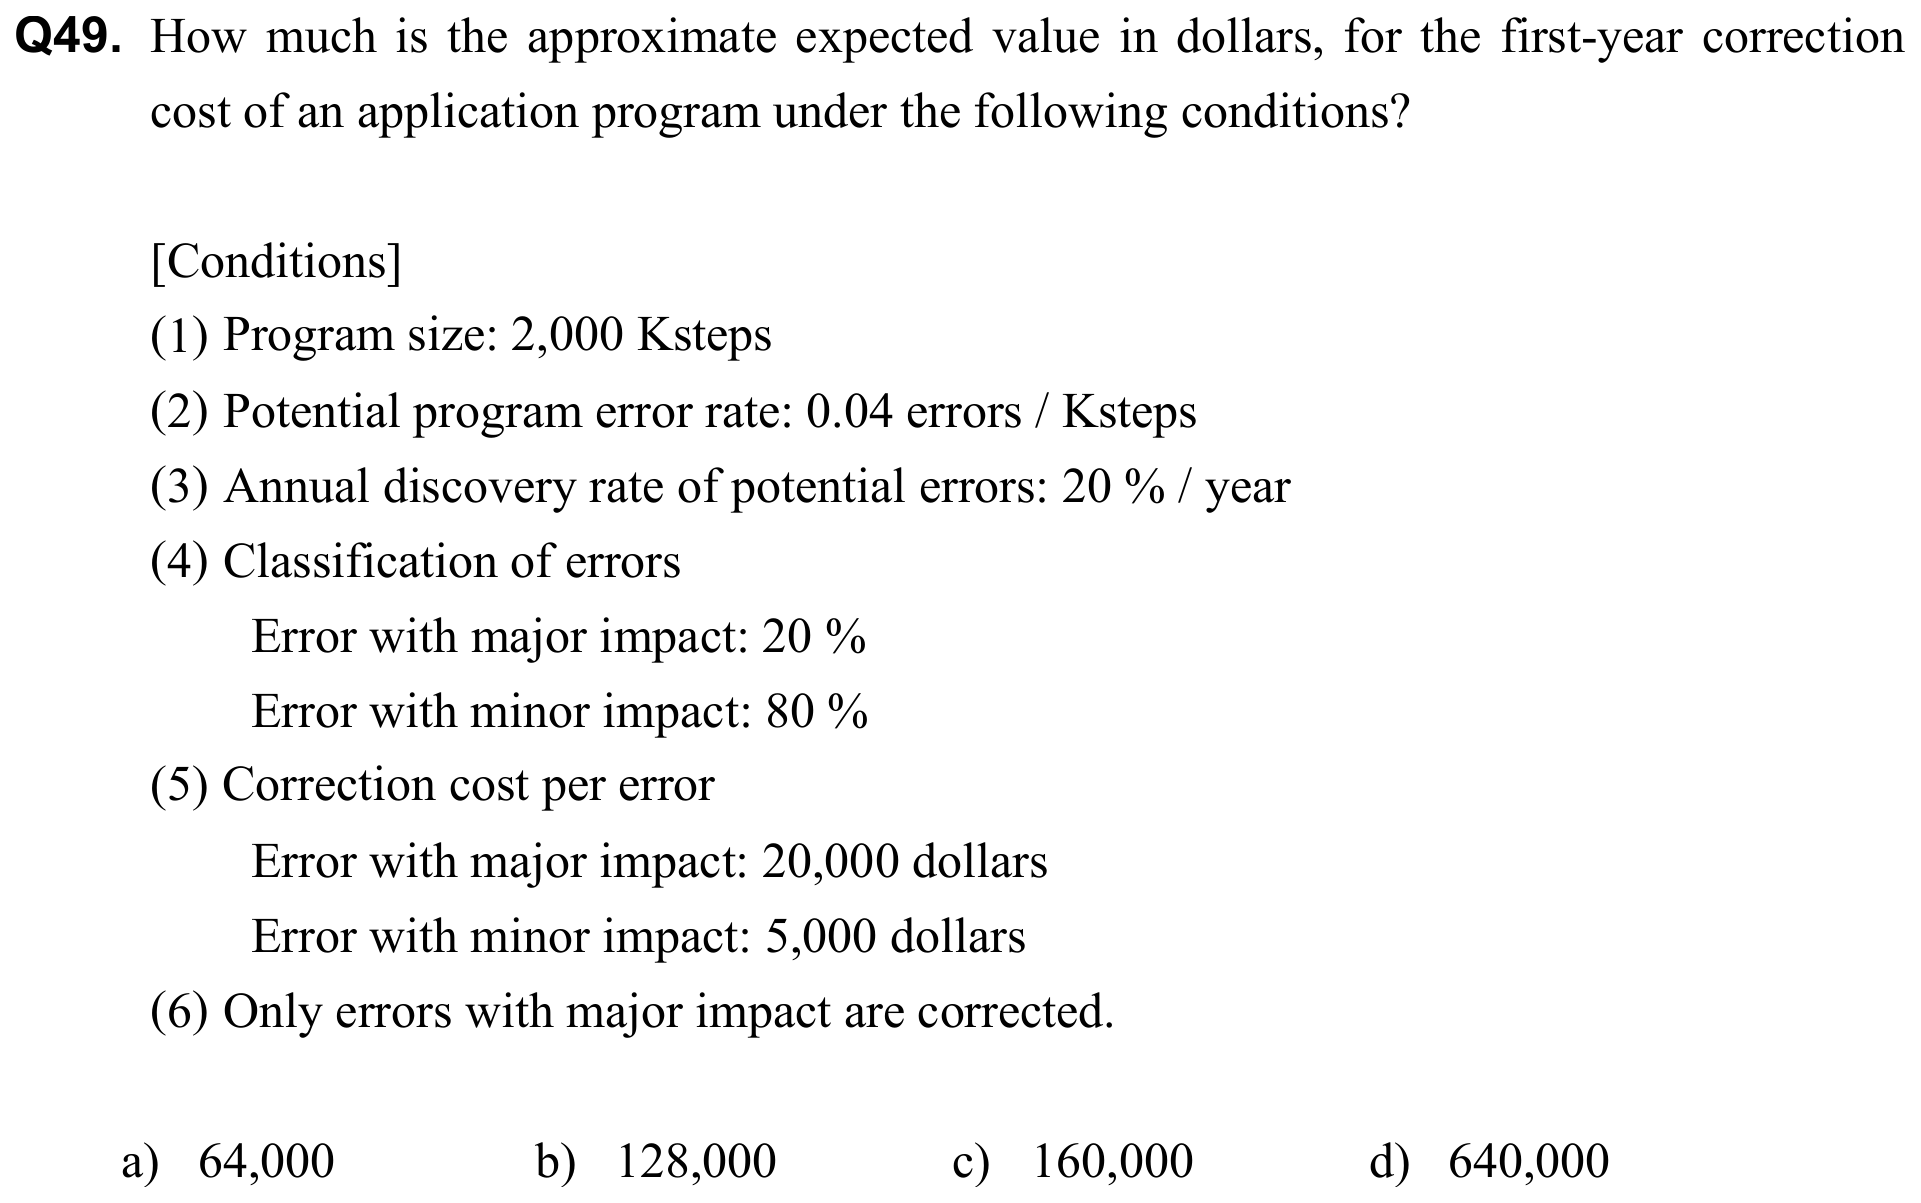 Q49. How much is the approximate expected value in dollars, for the first-year correction
cost of an application program under the following conditions?
[Conditions]
(1) Program size: 2,000 Ksteps
(2) Potential program error rate: 0.04 errors / Ksteps
(3) Annual discovery rate of potential errors: 20 % / year
(4) Classification of errors
Error with major impact: 20 %
Error with minor impact: 80 %
(5) Correction cost per error
Error with major impact: 20,000 dollars
Error with minor impact: 5,000 dollars
(6) Only errors with major impact are corrected.
a) 64,000 b) 128,000 c) 160,000 d) 640,000